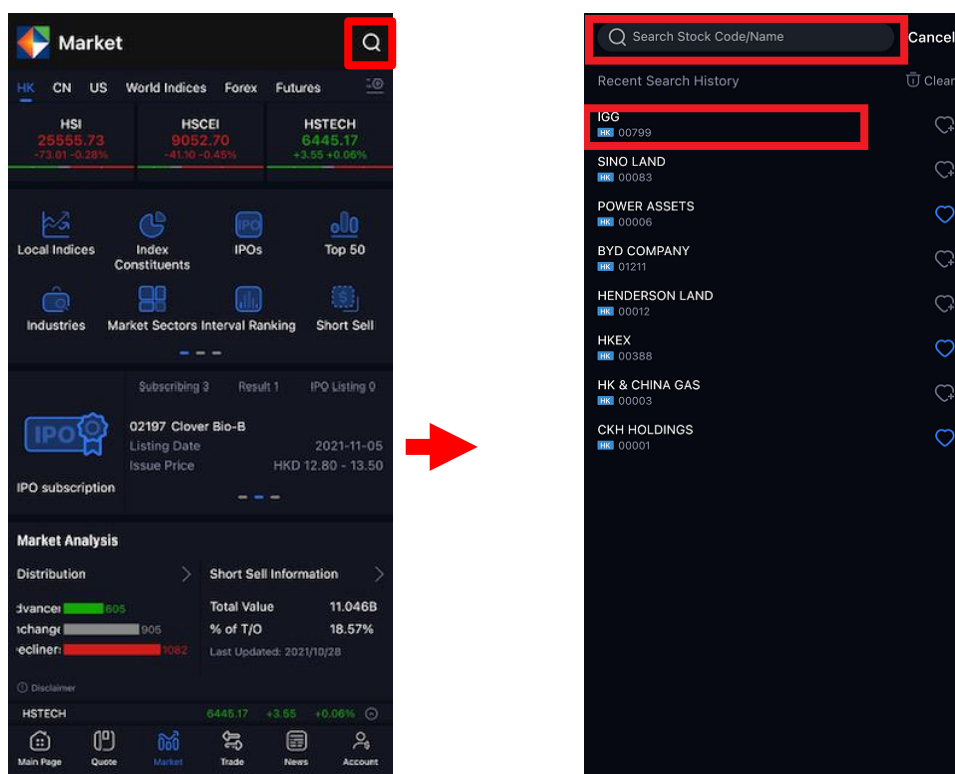 Market
HK CN US World Indices Forex Futures
HSI HSCEI HSTECH
25555.73 9052.70 6445.17
-73.01 -0.28% -41.10 -0.45% +3.55 +0.06%
Local Indices Index Constituents IPOs Top 50
Industries Market Sectors Interval Ranking Short Sell
Subscribing 3 Result 1 IPO Listing 0
IPO
IPO subscription
02197 Clover Bio-B
Listing Date 2021-11-05
Issue Price HKD 12.80 - 13.50
Market Analysis
Distribution
dvancer 605
nchange 905
ecliners 1082
Short Sell Information
Total Value 11.046B
% of T/O 18.57%
Last Updated: 2021/10/28
Disclaimer
HSTECH 6445.17 +3.55 +0.06%
Main Page Quote Market Trade News Account
Search Stock Code/Name Cancel
Recent Search History Clear
IGG
HK 00799
SINO LAND
HK 00083
POWER ASSETS
HK 00006
BYD COMPANY
HK 01211
HENDERSON LAND
HK 00012
HKEX
HK 00388
HK & CHINA GAS
HK 00003
CKH HOLDINGS
HK 00001